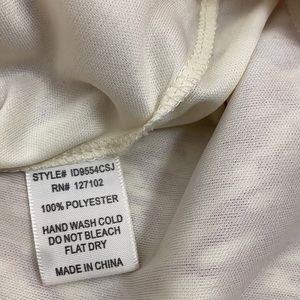 STYLE# ID9554CSJ
RN# 127102
100% POLYESTER
HAND WASH COLD
DO NOT BLEACH
FLAT DRY
MADE IN CHINA